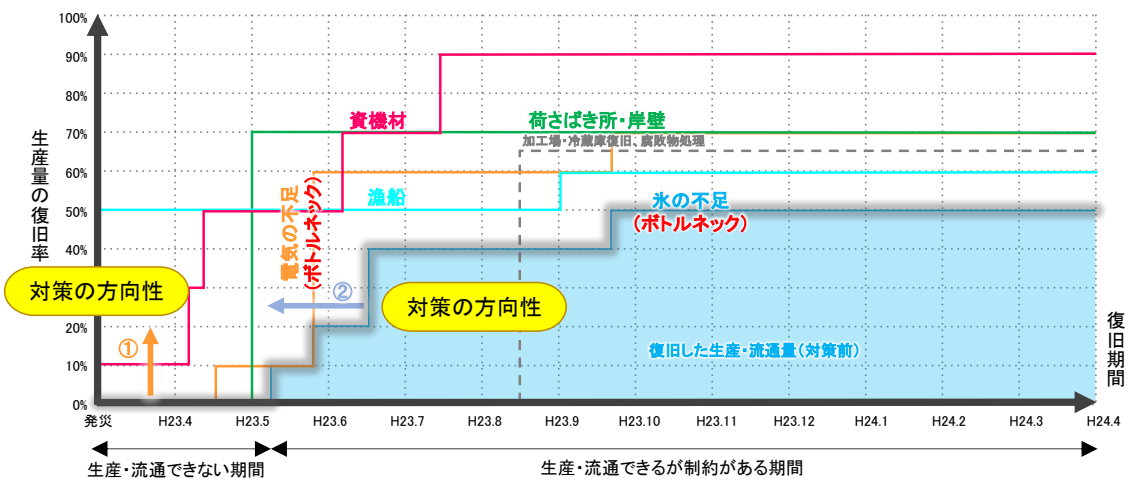 100%
90%
80%
70%
60%
50%
40%
20%
10%
0%
生産量の復旧率
資機材
荷さばき所・岸壁
加工場・冷蔵庫復旧、腐敗物処理
電気の不足
(ボトルネック)
漁船
氷の不足
(ボトルネック)
対策の方向性
①
②
対策の方向性
復旧した生産・流通量(対策前)
復旧期間
発災
H23.4
H23.5
H23.6
H23.7
H23.8
H23.9
H23.10
H23.11
H23.12
H24.1
H24.2
H24.3
H24.4
生産・流通できない期間
生産・流通できるが制約がある期間